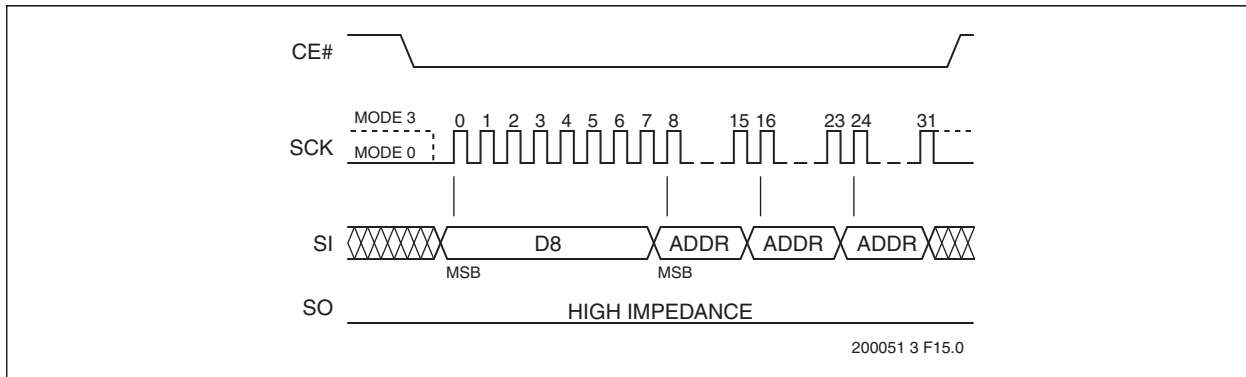 CE#
MODE 3 0 1 2 3 4 5 6 7 8 15 16 23 24 31
SCK
MODE 0
SI D8 ADDR ADDR ADDR
MSB MSB
SO HIGH IMPEDANCE
200051 3 F15.0